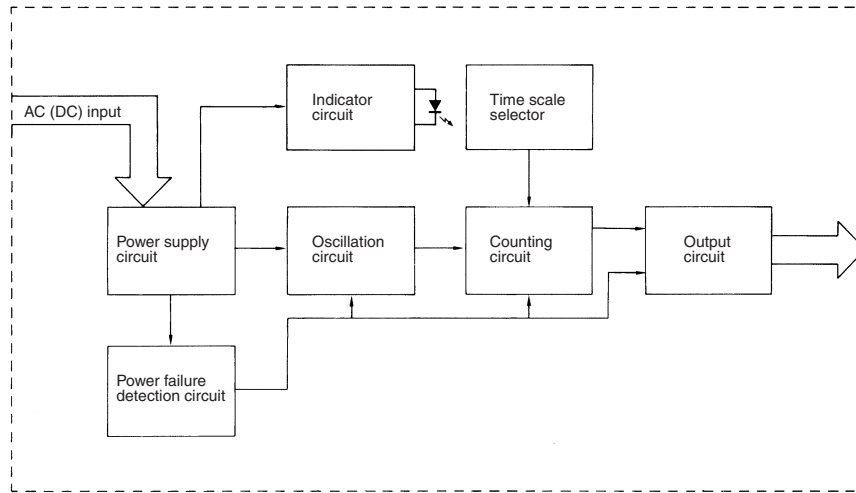 AC (DC) input
Indicator
circuit
Time scale
selector
Power supply
circuit
Oscillation
circuit
Counting
circuit
Output
circuit
Power failure
detection circuit